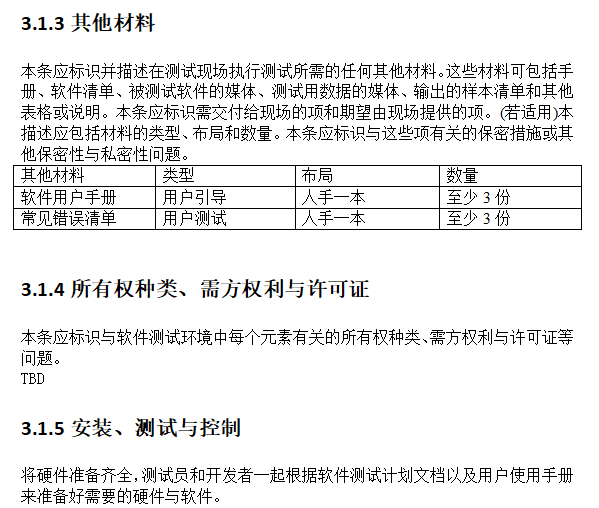 3.1.3 其他材料
本条应标识并描述在测试现场执行测试所需的任何其他材料。这些材料可包括手
册、软件清单、被测试软件的媒体、测试用数据的媒体、输出的样本清单和其他
表格或说明。本条应标识需交付给现场的项和期望由现场提供的项。(若适用)本
描述应包括材料的类型、布局和数量。本条应标识与这些项有关的保密措施或其
他保密性与私密性问题。
其他材料 类型 布局 数量
软件用户手册 用户引导 人手一本 至少 3 份
常见错误清单 用户测试 人手一本 至少 3 份
3.1.4 所有权种类、需方权利与许可证
本条应标识与软件测试环境中每个元素有关的所有权种类、需方权利与许可证等
问题。
TBD
3.1.5 安装、测试与控制
将硬件准备齐全,测试员和开发者一起根据软件测试计划文档以及用户使用手册
来准备好需要的硬件与软件。